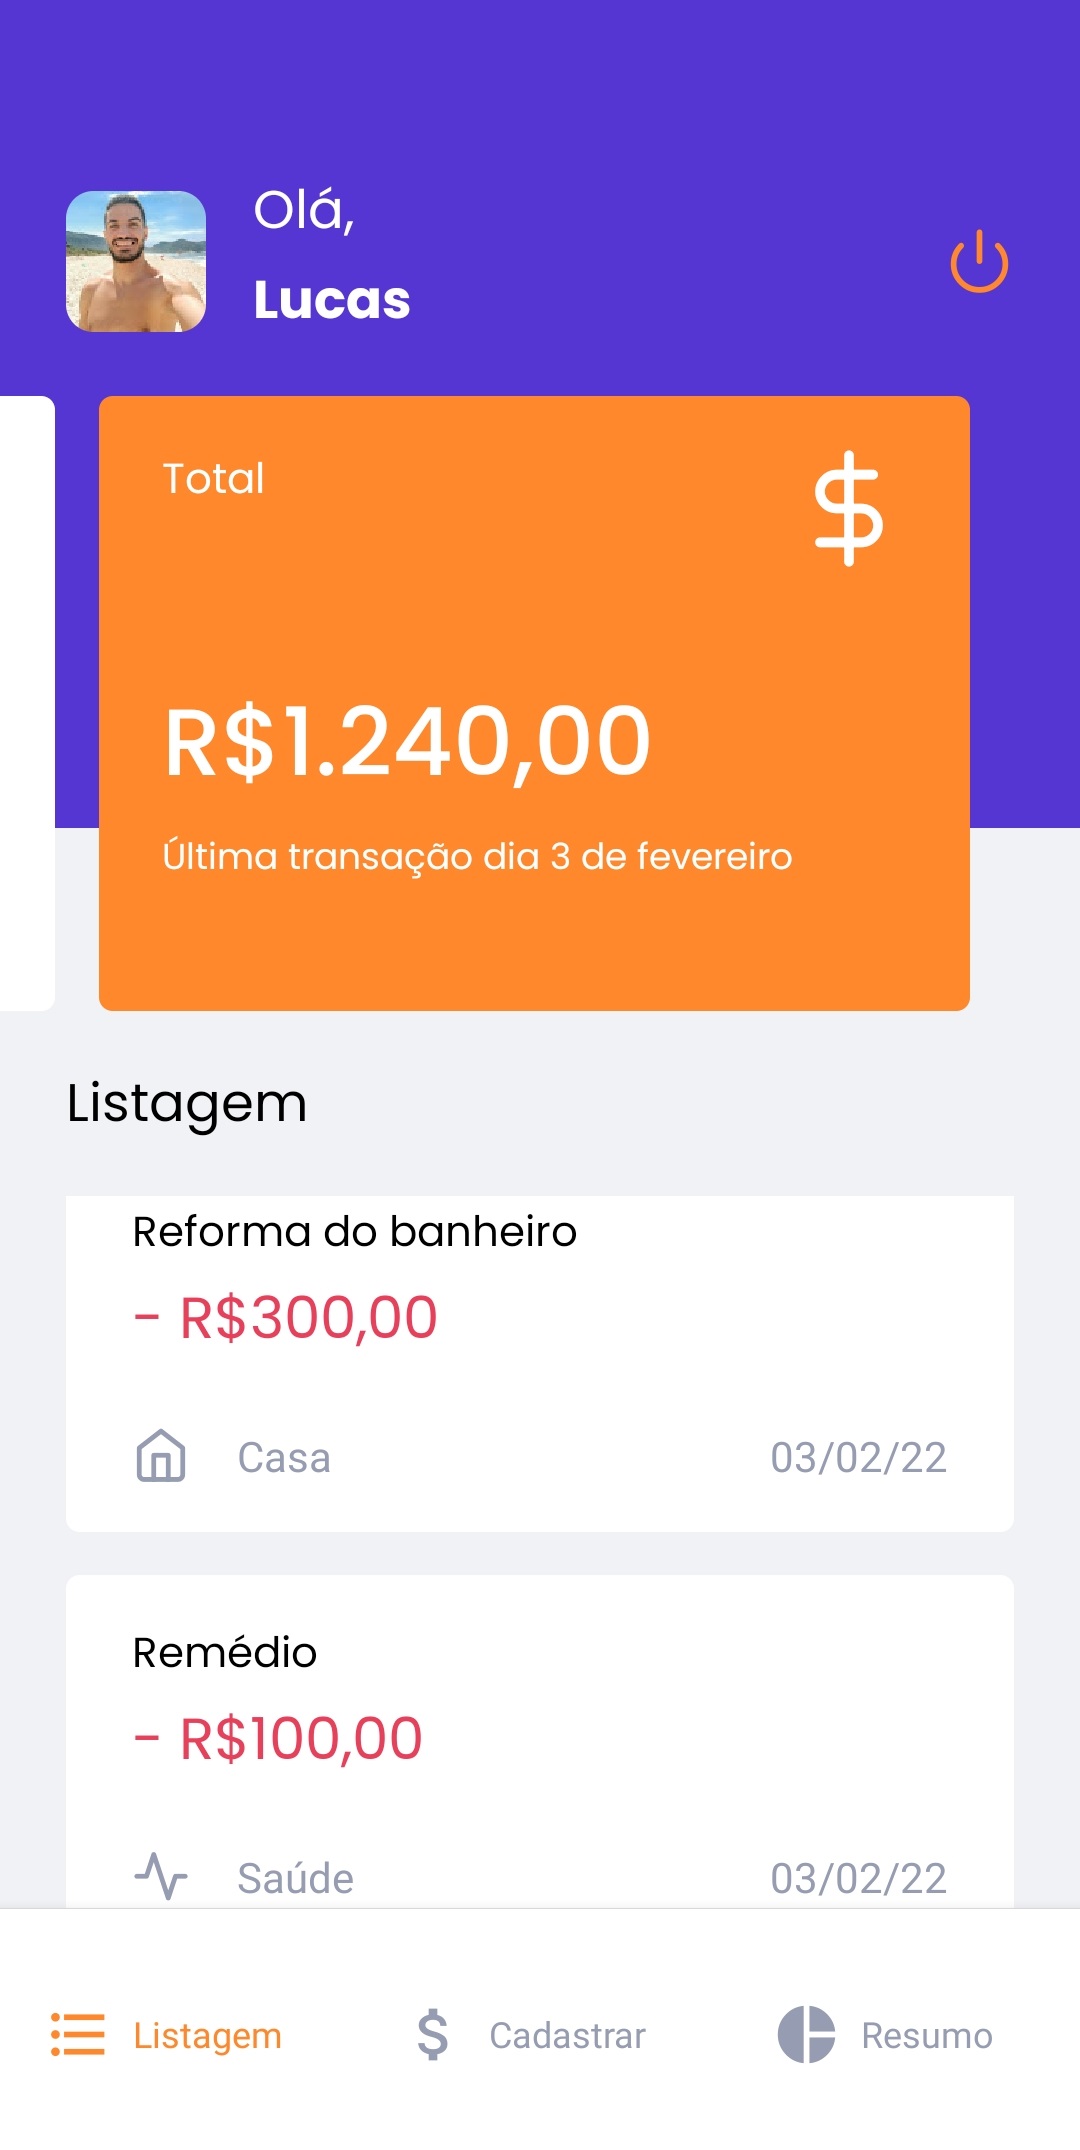 Olá,
Lucas
Total
R$1.240,00
Última transação dia 3 de fevereiro
Listagem
Reforma do banheiro
- R$300,00
Casa 03/02/22
Remédio
- R$100,00
Saúde 03/02/22
Listagem Cadastrar Resumo